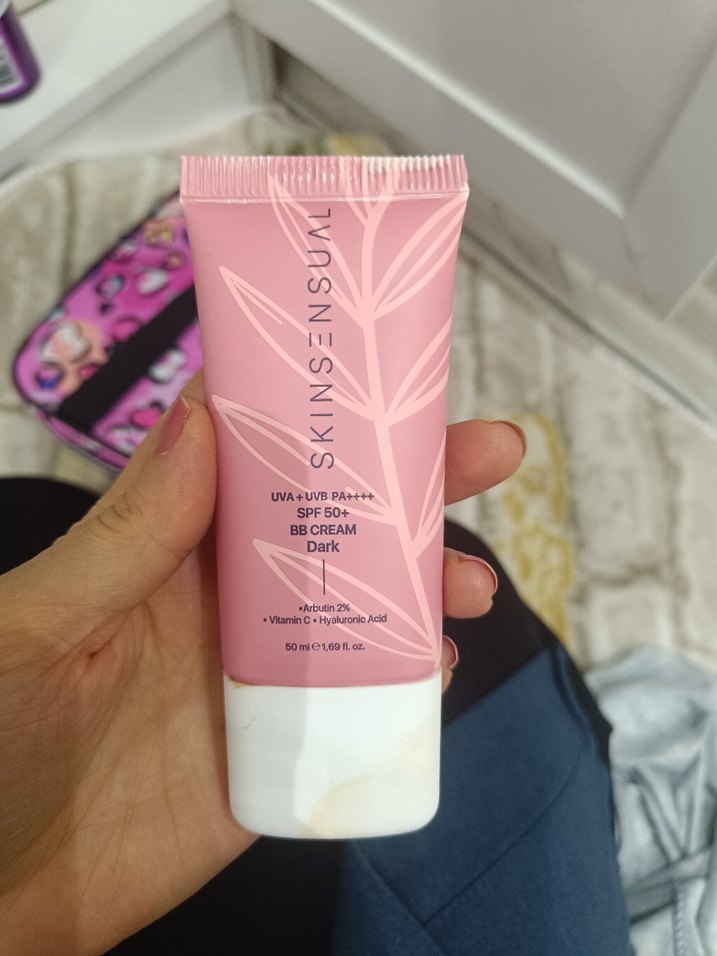 SKINSENSUAL
UVA + UVB PA++++
SPF 50+
BB CREAM
Dark
•Arbutin 2%
• Vitamin C • Hyaluronic Acid
50 ml ℮ 1,69 fl. oz.